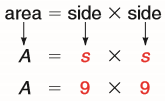 area = side × side
A = s × s
A = 9 × 9